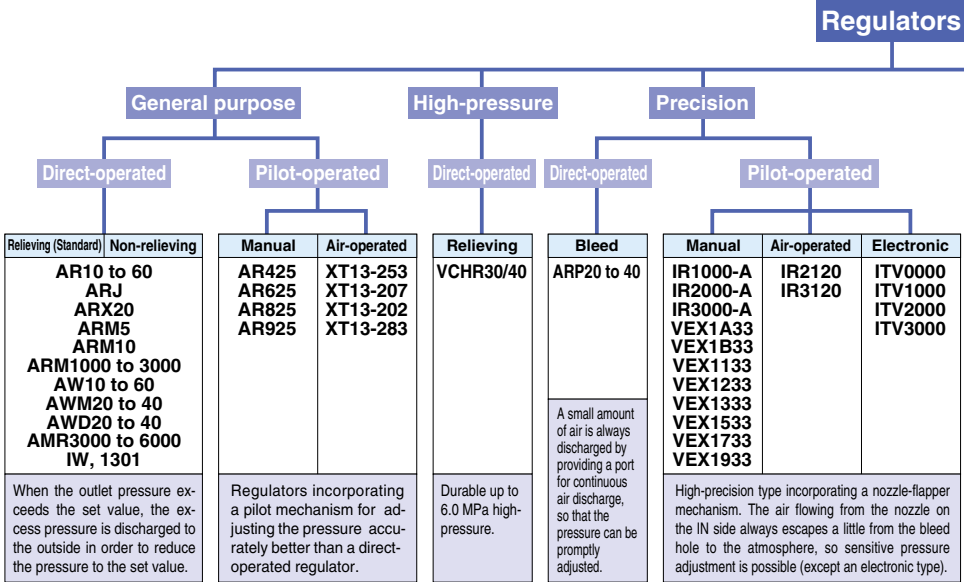 Regulators
General purpose
High-pressure
Precision
Direct-operated
Pilot-operated
Direct-operated
Direct-operated
Pilot-operated
Relieving (Standard)
Non-relieving
AR10 to 60
ARJ
ARX20
ARM5
ARM10
ARM1000 to 3000
AW10 to 60
AWM20 to 40
AWD20 to 40
AMR3000 to 6000
IW, 1301
When the outlet pressure ex-
ceeds the set value, the ex-
cess pressure is discharged to
the outside in order to reduce
the pressure to the set value.
Manual
AR425
AR625
AR825
AR925
Air-operated
XT13-253
XT13-207
XT13-202
XT13-283
Regulators incorporating
a pilot mechanism for ad-
justing the pressure accu-
rately better than a direct-
operated regulator.
Relieving
VCHR30/40
Durable up to
6.0 MPa high-
pressure.
Bleed
ARP20 to 40
A small amount
of air is always
discharged by
providing a port
for continuous
air discharge,
so that the
pressure can be
promptly
adjusted.
Manual
IR1000-A
IR2000-A
IR3000-A
VEX1A33
VEX1B33
VEX1133
VEX1233
VEX1333
VEX1533
VEX1733
VEX1933
Air-operated
IR2120
IR3120
Electronic
ITV0000
ITV1000
ITV2000
ITV3000
High-precision type incorporating a nozzle-flapper
mechanism. The air flowing from the nozzle on
the IN side always escapes a little from the bleed
hole to the atmosphere, so sensitive pressure
adjustment is possible (except an electronic type).